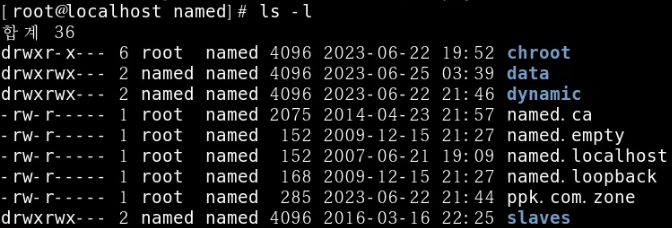 [root@localhost named]# ls -l
합계 36
drwxr-x--- 6 root named 4096 2023-06-22 19:52 chroot
drwxrwx--- 2 named named 4096 2023-06-25 03:39 data
drwxrwx--- 2 named named 4096 2023-06-22 21:46 dynamic
-rw-r----- 1 root named 2075 2014-04-23 21:57 named.ca
-rw-r----- 1 root named 152 2009-12-15 21:27 named.empty
-rw-r----- 1 root named 152 2007-06-21 19:09 named.localhost
-rw-r----- 1 root named 168 2009-12-15 21:27 named.loopback
-rw-r----- 1 root named 285 2023-06-22 21:44 ppk.com.zone
drwxrwx--- 2 named named 4096 2016-03-16 22:25 slaves